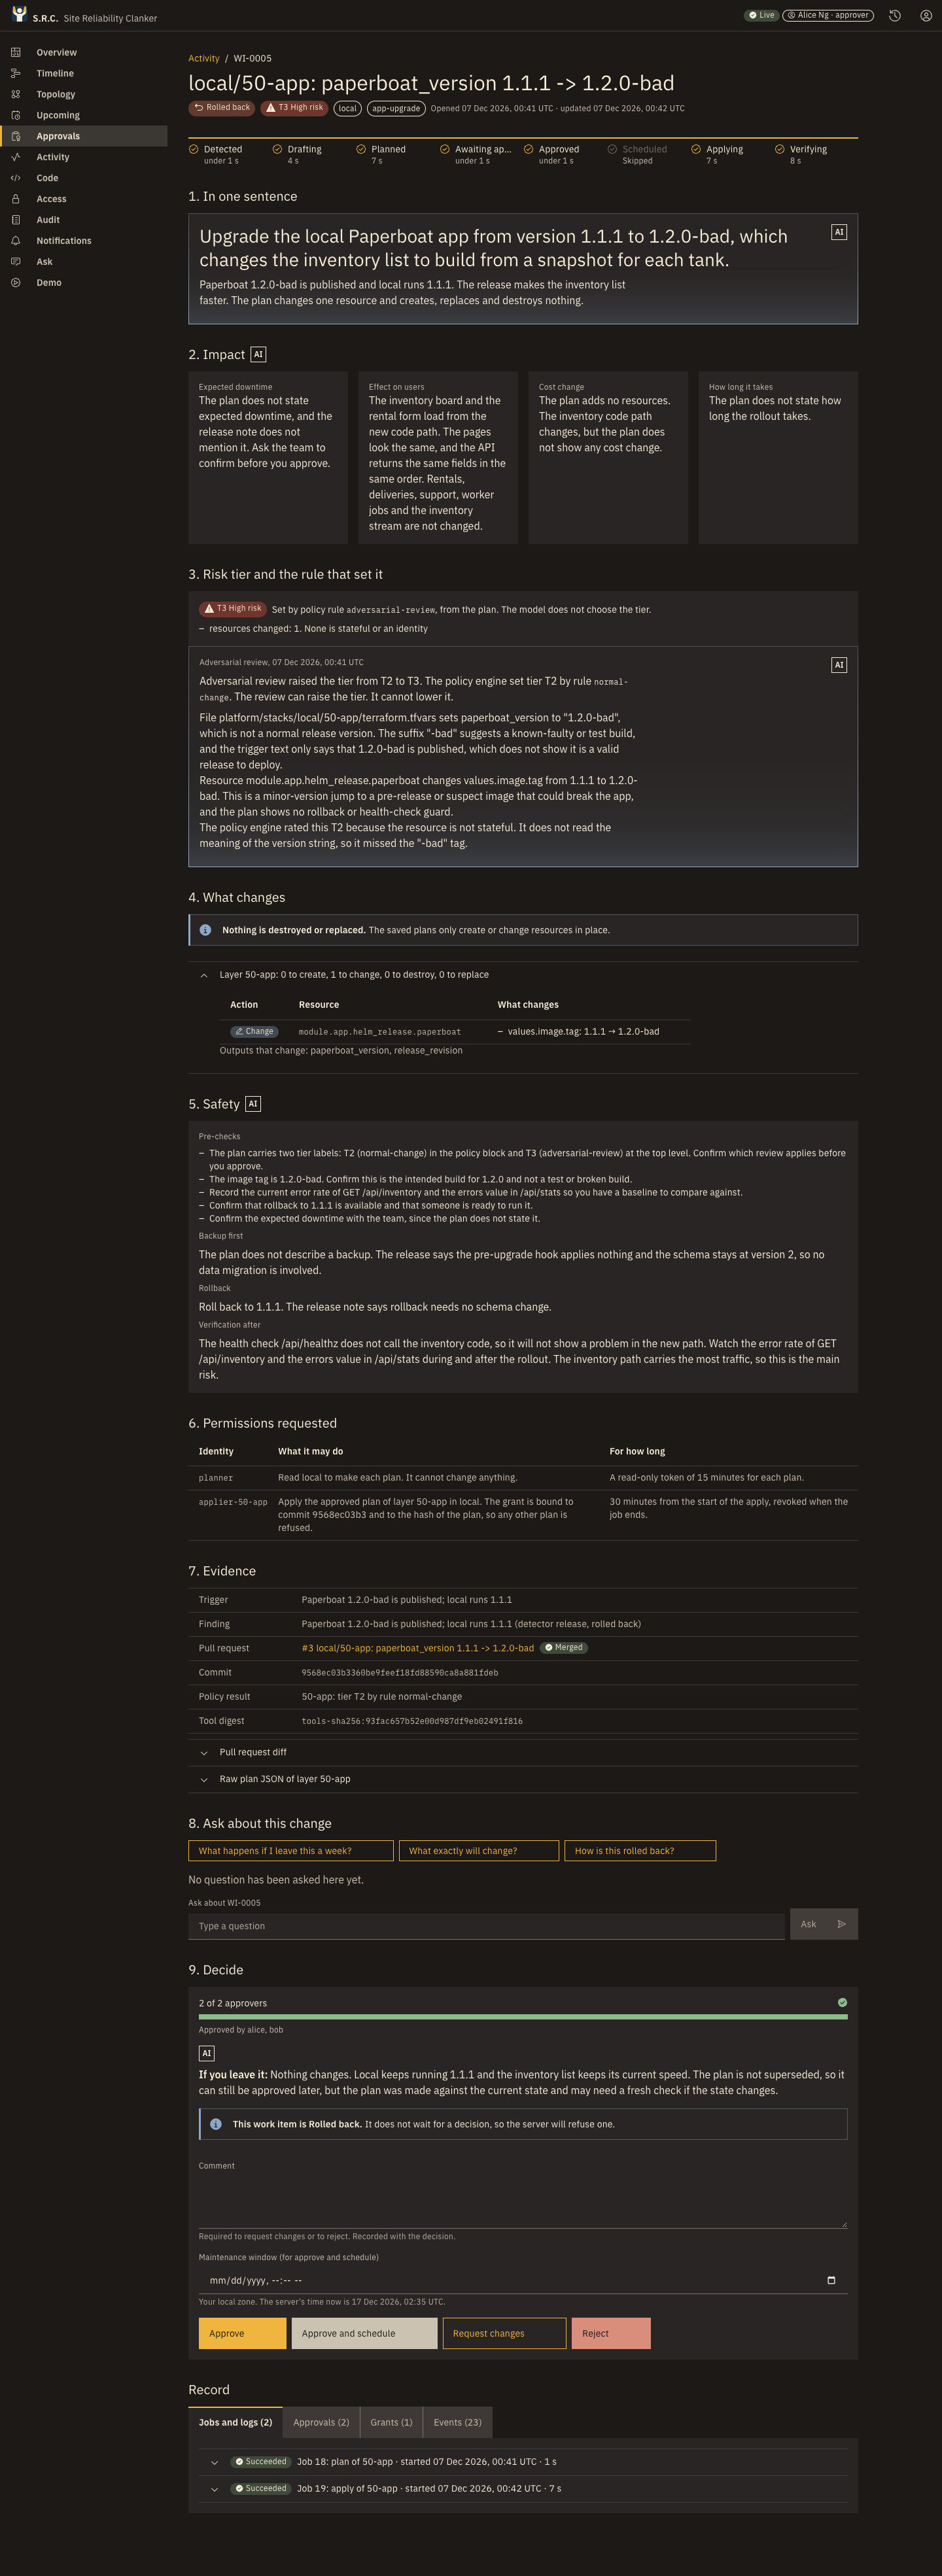 S.R.C. Site Reliability Clanker
Live
Alice Ng · approver
Overview
Timeline
Topology
Upcoming
Approvals
Activity
Code
Access
Audit
Notifications
Ask
Demo
Activity / WI-0005
local/50-app: paperboat_version 1.1.1 -> 1.2.0-bad
Rolled back
T3 High risk
local
app-upgrade
Opened 07 Dec 2026, 00:41 UTC · updated 07 Dec 2026, 00:42 UTC
Detected
under 1 s
Drafting
4 s
Planned
7 s
Awaiting ap...
under 1 s
Approved
under 1 s
Scheduled
Skipped
Applying
7 s
Verifying
8 s
1. In one sentence
Upgrade the local Paperboat app from version 1.1.1 to 1.2.0-bad, which
changes the inventory list to build from a snapshot for each tank.
AI
Paperboat 1.2.0-bad is published and local runs 1.1.1. The release makes the inventory list
faster. The plan changes one resource and creates, replaces and destroys nothing.
2. Impact AI
Expected downtime
The plan does not state
expected downtime, and the
release note does not
mention it. Ask the team to
confirm before you approve.
Effect on users
The inventory board and the
rental form load from the
new code path. The pages
look the same, and the API
returns the same fields in the
same order. Rentals,
deliveries, support, worker
jobs and the inventory
stream are not changed.
Cost change
The plan adds no resources.
The inventory code path
changes, but the plan does
not show any cost change.
How long it takes
The plan does not state how
long the rollout takes.
3. Risk tier and the rule that set it
T3 High risk Set by policy rule adversarial-review, from the plan. The model does not choose the tier.
– resources changed: 1. None is stateful or an identity
Adversarial review, 07 Dec 2026, 00:41 UTC
AI
Adversarial review raised the tier from T2 to T3. The policy engine set tier T2 by rule normal-
change. The review can raise the tier. It cannot lower it.
File platform/stacks/local/50-app/terraform.tfvars sets paperboat_version to "1.2.0-bad",
which is not a normal release version. The suffix "-bad" suggests a known-faulty or test build,
and the trigger text only says that 1.2.0-bad is published, which does not show it is a valid
release to deploy.
Resource module.app.helm_release.paperboat changes values.image.tag from 1.1.1 to 1.2.0-
bad. This is a minor-version jump to a pre-release or suspect image that could break the app,
and the plan shows no rollback or health-check guard.
The policy engine rated this T2 because the resource is not stateful. It does not read the
meaning of the version string, so it missed the "-bad" tag.
4. What changes
Nothing is destroyed or replaced. The saved plans only create or change resources in place.
Layer 50-app: 0 to create, 1 to change, 0 to destroy, 0 to replace
Action Resource What changes
Change module.app.helm_release.paperboat – values.image.tag: 1.1.1 → 1.2.0-bad
Outputs that change: paperboat_version, release_revision
5. Safety AI
Pre-checks
– The plan carries two tier labels: T2 (normal-change) in the policy block and T3 (adversarial-review) at the top level. Confirm which review applies before
you approve.
– The image tag is 1.2.0-bad. Confirm this is the intended build for 1.2.0 and not a test or broken build.
– Record the current error rate of GET /api/inventory and the errors value in /api/stats so you have a baseline to compare against.
– Confirm that rollback to 1.1.1 is available and that someone is ready to run it.
– Confirm the expected downtime with the team, since the plan does not state it.
Backup first
The plan does not describe a backup. The release says the pre-upgrade hook applies nothing and the schema stays at version 2, so no
data migration is involved.
Rollback
Roll back to 1.1.1. The release note says rollback needs no schema change.
Verification after
The health check /api/healthz does not call the inventory code, so it will not show a problem in the new path. Watch the error rate of GET
/api/inventory and the errors value in /api/stats during and after the rollout. The inventory path carries the most traffic, so this is the main
risk.
6. Permissions requested
Identity What it may do For how long
planner Read local to make each plan. It cannot change anything. A read-only token of 15 minutes for each plan.
applier-50-app Apply the approved plan of layer 50-app in local. The grant is bound to
commit 9568ec03b3 and to the hash of the plan, so any other plan is
refused.
30 minutes from the start of the apply, revoked when the
job ends.
7. Evidence
Trigger Paperboat 1.2.0-bad is published; local runs 1.1.1
Finding Paperboat 1.2.0-bad is published; local runs 1.1.1 (detector release, rolled back)
Pull request #3 local/50-app: paperboat_version 1.1.1 -> 1.2.0-bad Merged
Commit 9568ec03b3360be9feef18fd88590ca8a881fdeb
Policy result 50-app: tier T2 by rule normal-change
Tool digest tools-sha256:93fac657b52e00d987df9eb02491f816
Pull request diff
Raw plan JSON of layer 50-app
8. Ask about this change
What happens if I leave this a week?
What exactly will change?
How is this rolled back?
No question has been asked here yet.
Ask about WI-0005
Type a question
Ask
9. Decide
2 of 2 approvers
Approved by alice, bob
AI
If you leave it: Nothing changes. Local keeps running 1.1.1 and the inventory list keeps its current speed. The plan is not superseded, so it
can still be approved later, but the plan was made against the current state and may need a fresh check if the state changes.
This work item is Rolled back. It does not wait for a decision, so the server will refuse one.
Comment
Required to request changes or to reject. Recorded with the decision.
Maintenance window (for approve and schedule)
mm/dd/yyyy, --:-- --
Your local zone. The server's time now is 17 Dec 2026, 02:35 UTC.
Approve
Approve and schedule
Request changes
Reject
Record
Jobs and logs (2)
Approvals (2)
Grants (1)
Events (23)
Succeeded Job 18: plan of 50-app · started 07 Dec 2026, 00:41 UTC · 1 s
Succeeded Job 19: apply of 50-app · started 07 Dec 2026, 00:42 UTC · 7 s